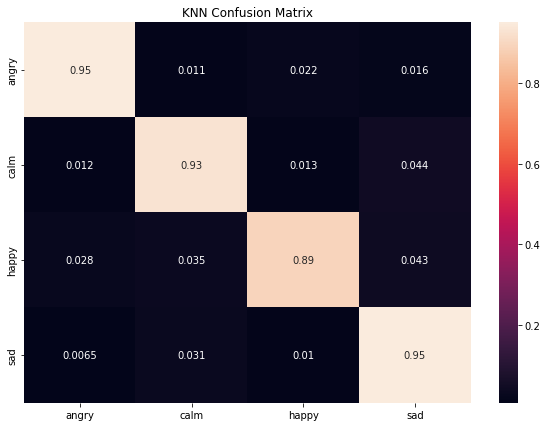 KNN Confusion Matrix
angry 0.95 0.011 0.022 0.016
calm 0.012 0.93 0.013 0.044
happy 0.028 0.035 0.89 0.043
sad 0.0065 0.031 0.01 0.95
angry calm happy sad
0.8
0.6
0.4
0.2